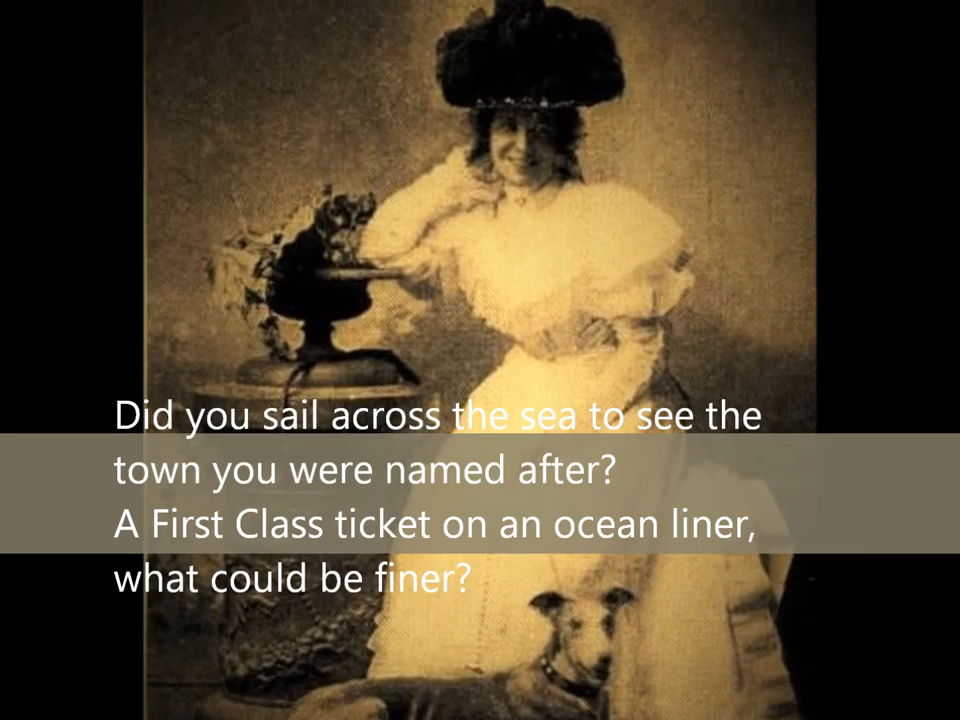 Did you sail across the sea to see the
town you were named after?
A First Class ticket on an ocean liner,
what could be finer?